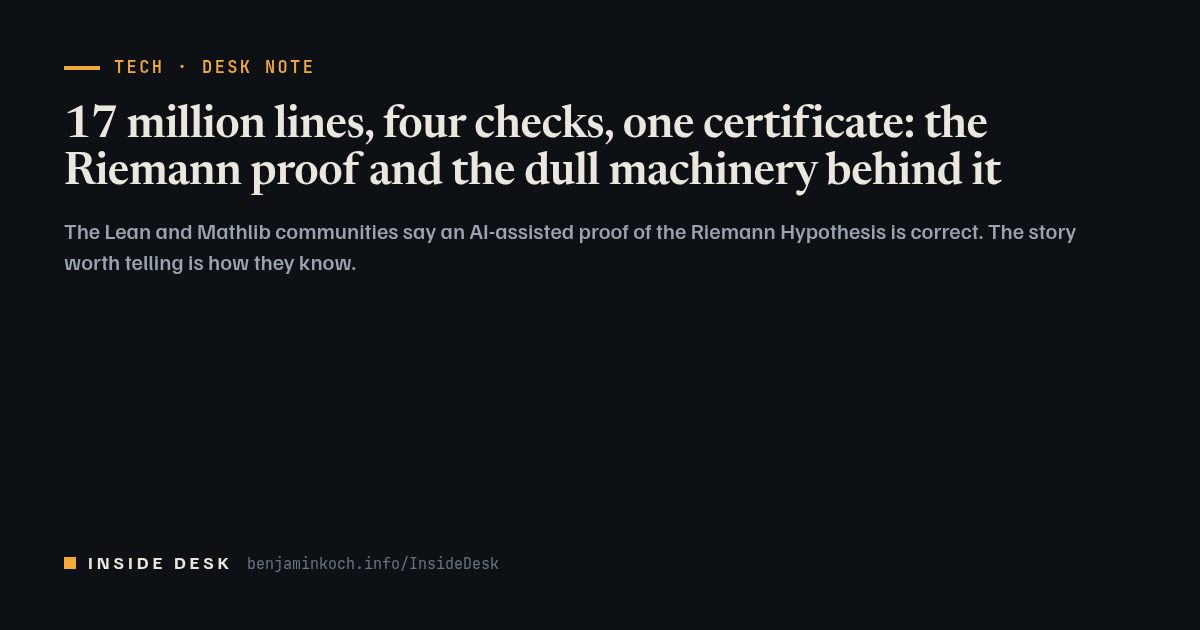 TECH · DESK NOTE
17 million lines, four checks, one certificate: the
Riemann proof and the dull machinery behind it
The Lean and Mathlib communities say an AI-assisted proof of the Riemann Hypothesis is correct. The story
worth telling is how they know.
INSIDE DESK benjaminkoch.info/InsideDesk